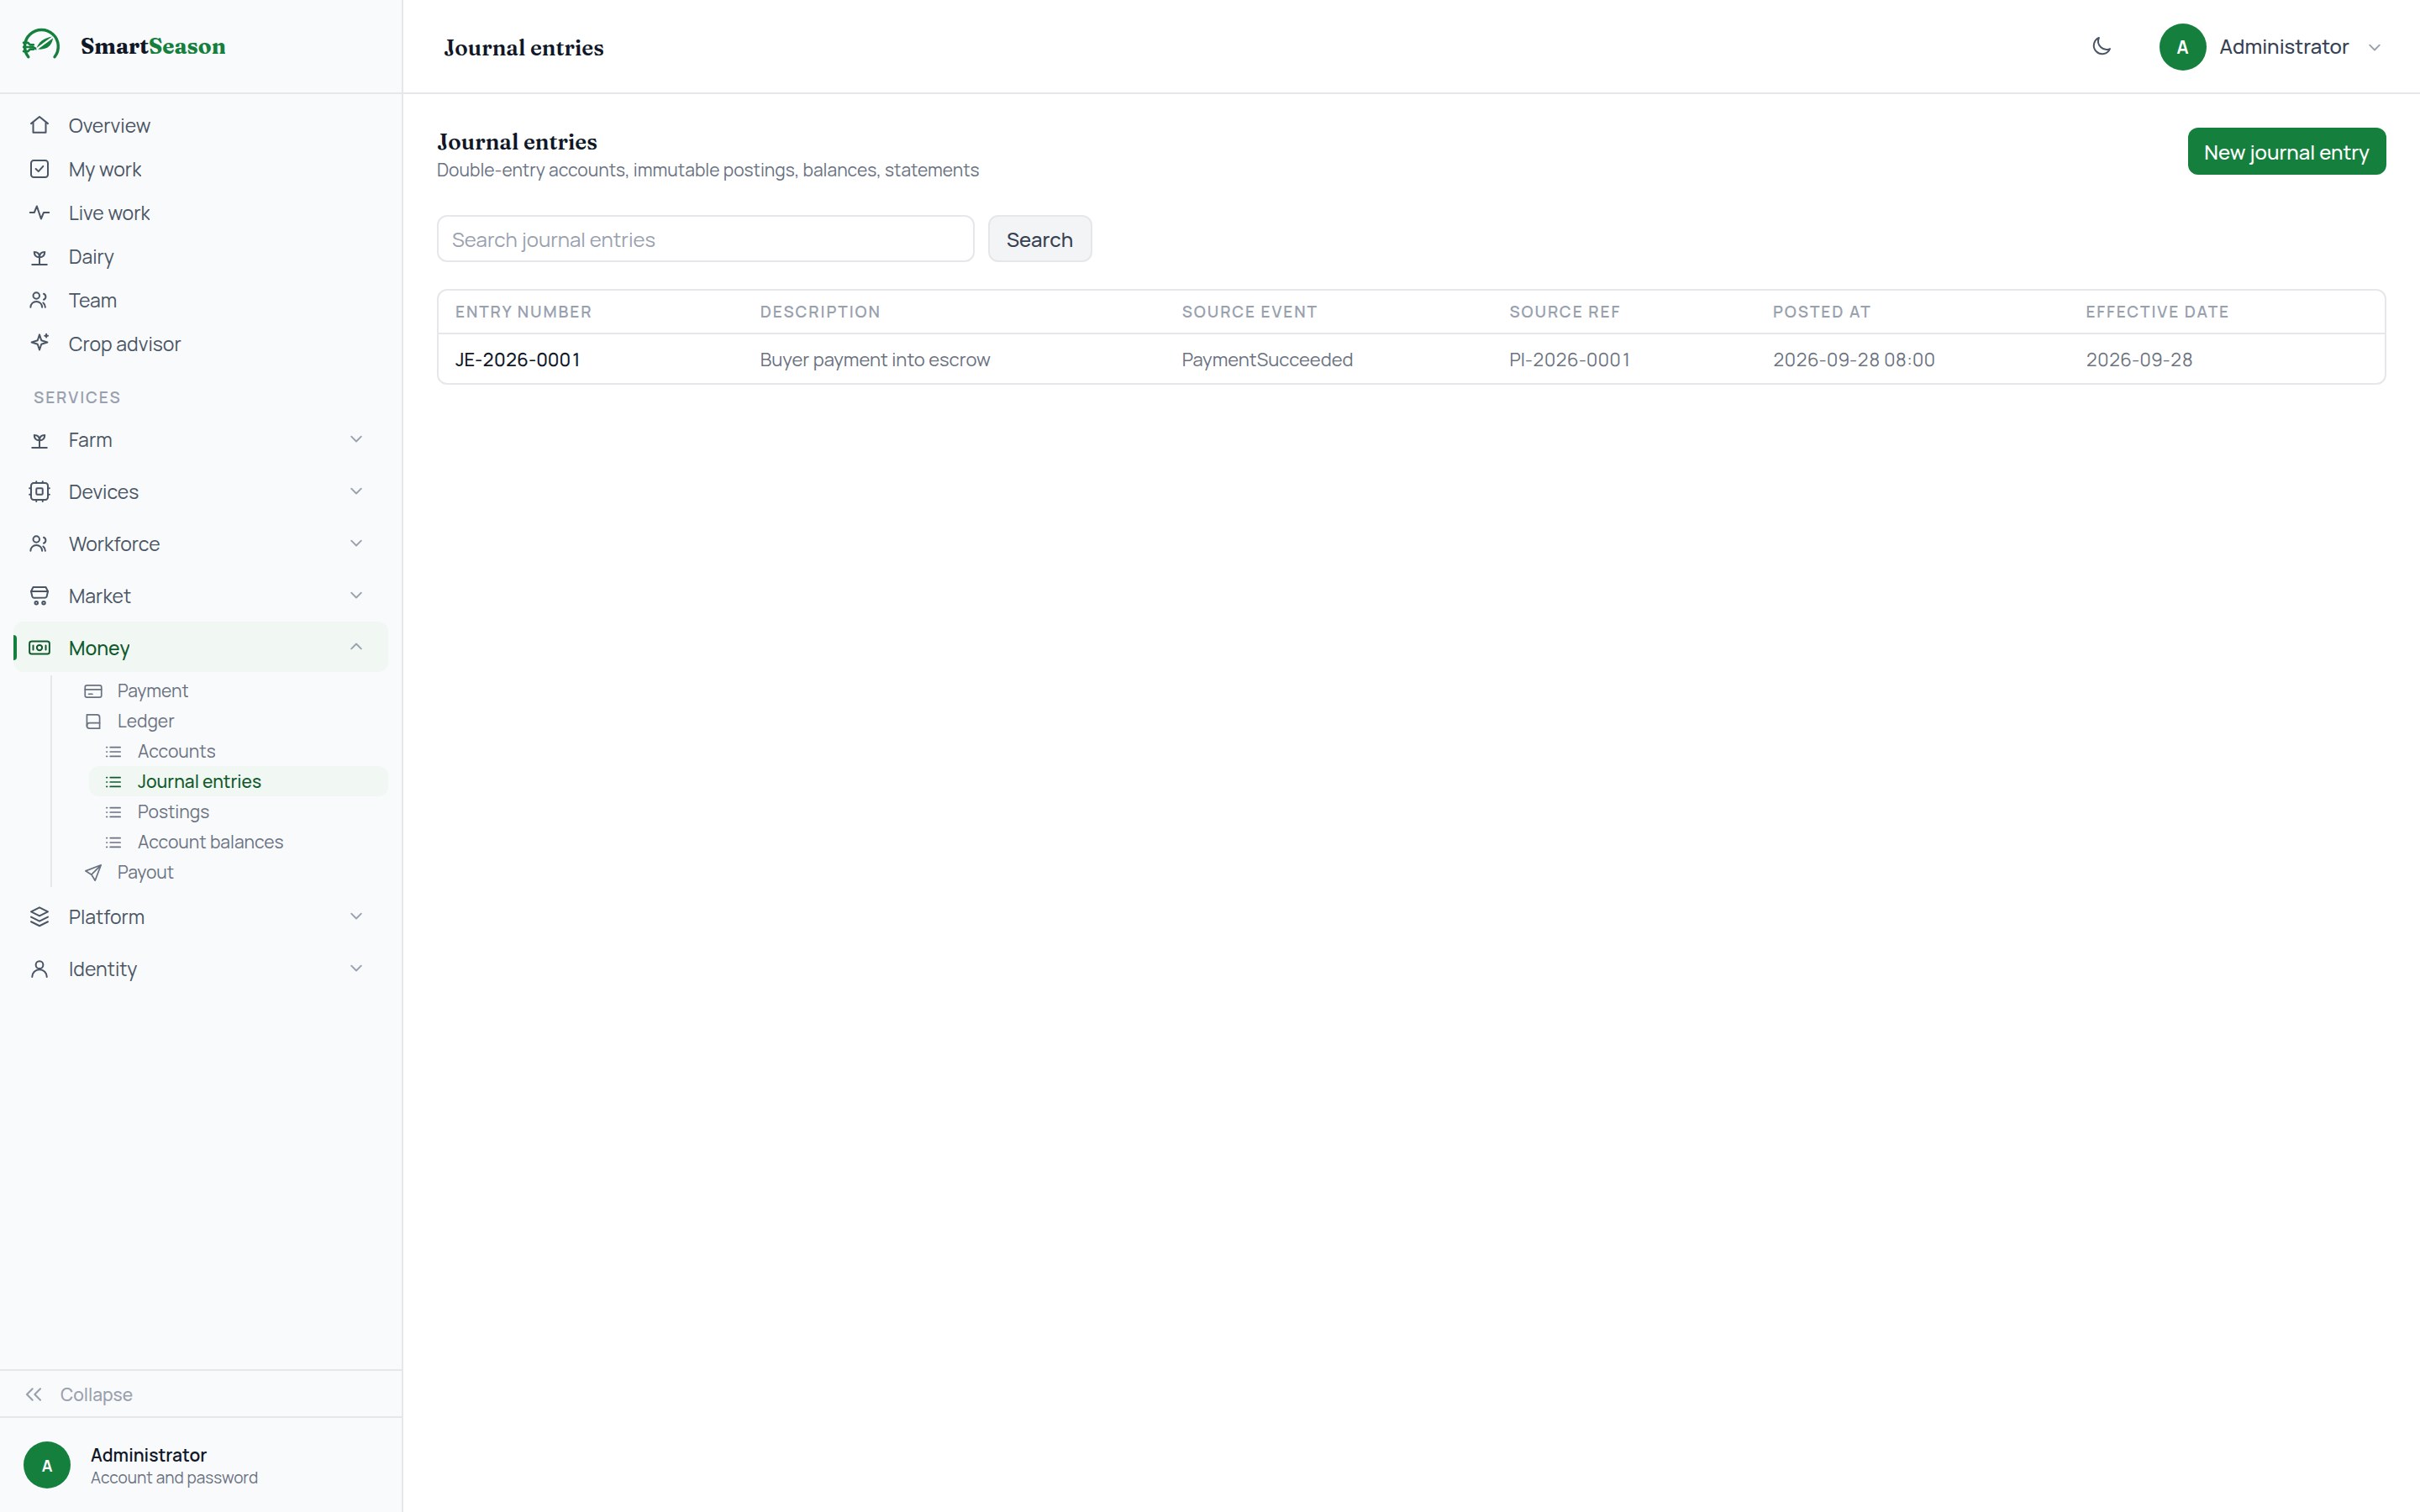 SmartSeason
Journal entries
A
Administrator
Overview
My work
Live work
Dairy
Team
Crop advisor
SERVICES
Farm
Devices
Workforce
Market
Money
Payment
Ledger
Accounts
Journal entries
Postings
Account balances
Payout
Platform
Identity
Collapse
A
Administrator
Account and password
Journal entries
Double-entry accounts, immutable postings, balances, statements
New journal entry
Search journal entries
Search
ENTRY NUMBER DESCRIPTION SOURCE EVENT SOURCE REF POSTED AT EFFECTIVE DATE
JE-2026-0001 Buyer payment into escrow PaymentSucceeded PI-2026-0001 2026-09-28 08:00 2026-09-28